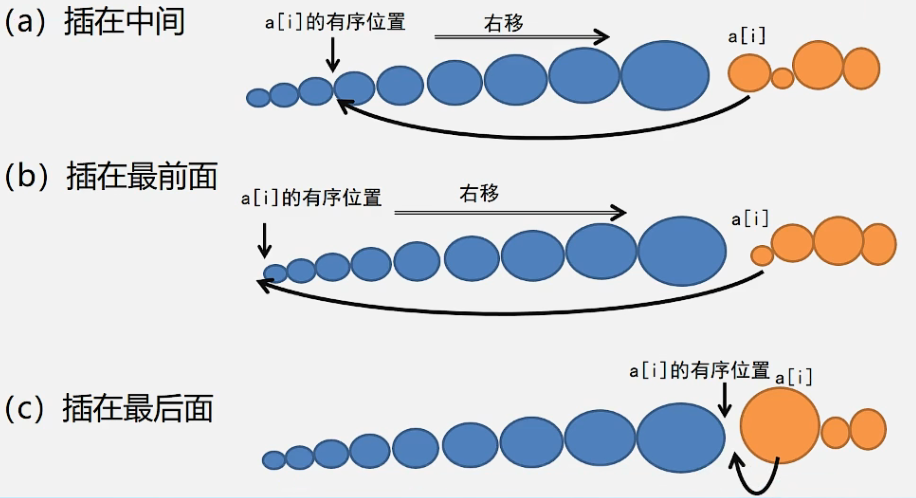 (a) 插在中间
a[i]的有序位置
右移
a[i]
(b) 插在最前面
a[i]的有序位置
右移
a[i]
(c) 插在最后面
a[i]的有序位置
a[i]